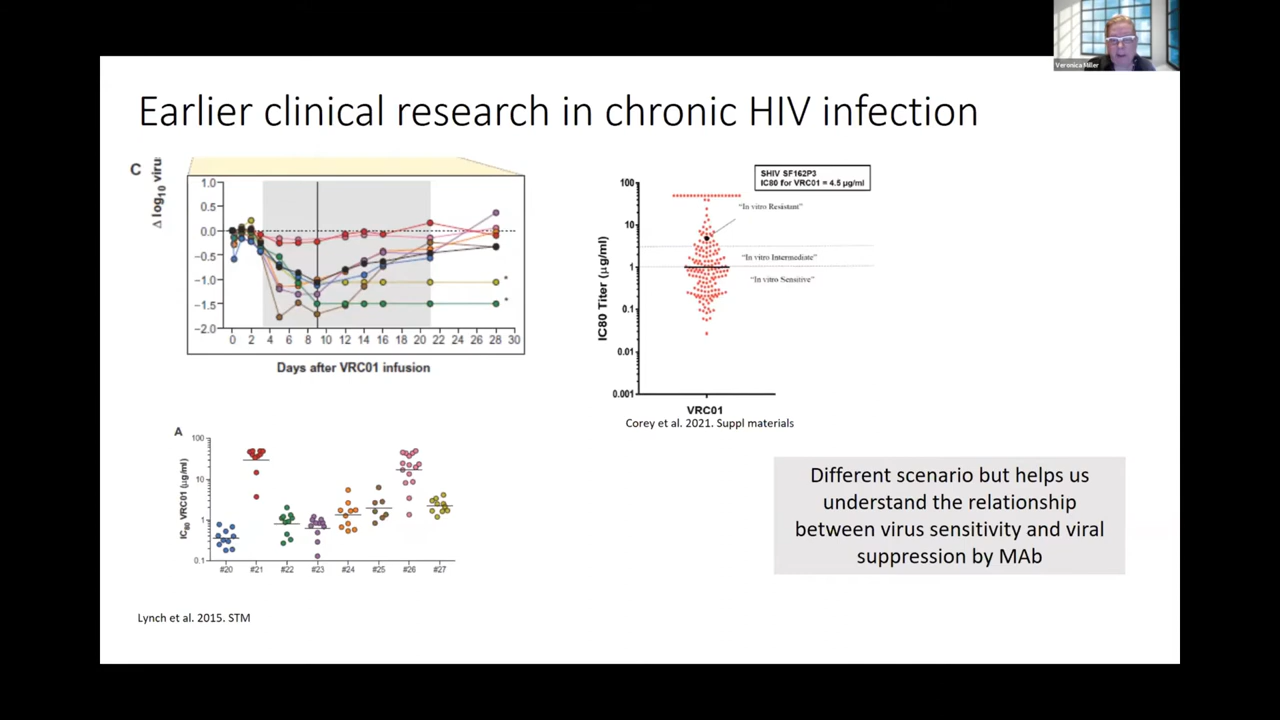 Veronica Miller
Earlier clinical research in chronic HIV infection
C
Δ log10 viru
1.0
0.5
0.0
−0.5
−1.0
−1.5
−2.0
0 2 4 6 8 10 12 14 16 18 20 22 24 26 28 30
Days after VRC01 infusion
SHIV SF162P3
IC80 for VRC01 = 4.5 µg/ml
100
10
1
0.1
0.01
0.001
IC80 Titer (µg/ml)
"In vitro Resistant"
"In vitro Intermediate"
"In vitro Sensitive"
VRC01
Corey et al. 2021. Suppl materials
A
IC80 VRC01 (µg/ml)
100
10
1
0.1
#20 #21 #22 #23 #24 #25 #26 #27
Different scenario but helps us
understand the relationship
between virus sensitivity and viral
suppression by MAb
Lynch et al. 2015. STM